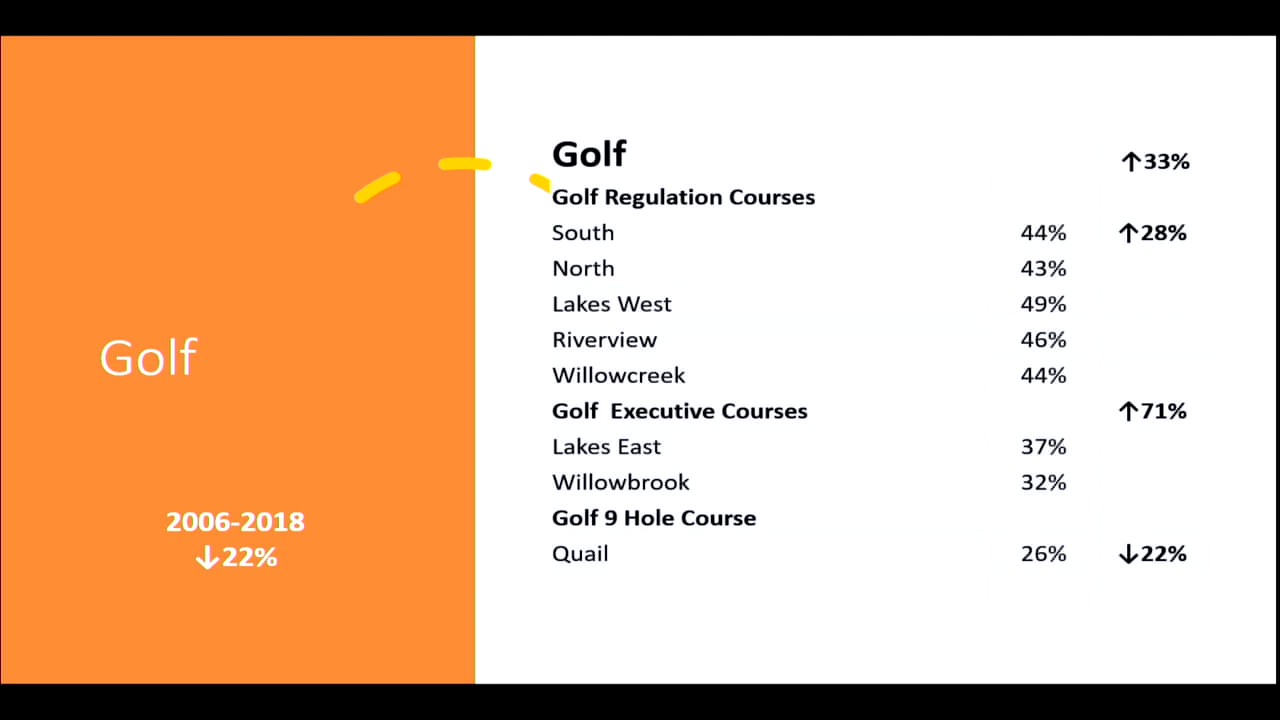 Golf
2006-2018
↓22%
Golf ↑33%
Golf Regulation Courses
South 44% ↑28%
North 43%
Lakes West 49%
Riverview 46%
Willowcreek 44%
Golf Executive Courses ↑71%
Lakes East 37%
Willowbrook 32%
Golf 9 Hole Course
Quail 26% ↓22%